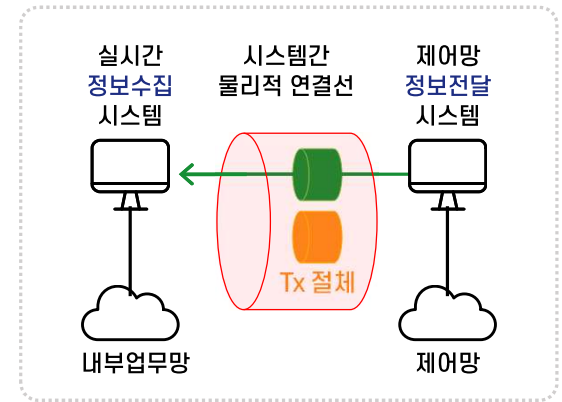 실시간
정보수집
시스템
시스템간
물리적 연결선
제어망
정보전달
시스템
Tx 절체
내부업무망
제어망